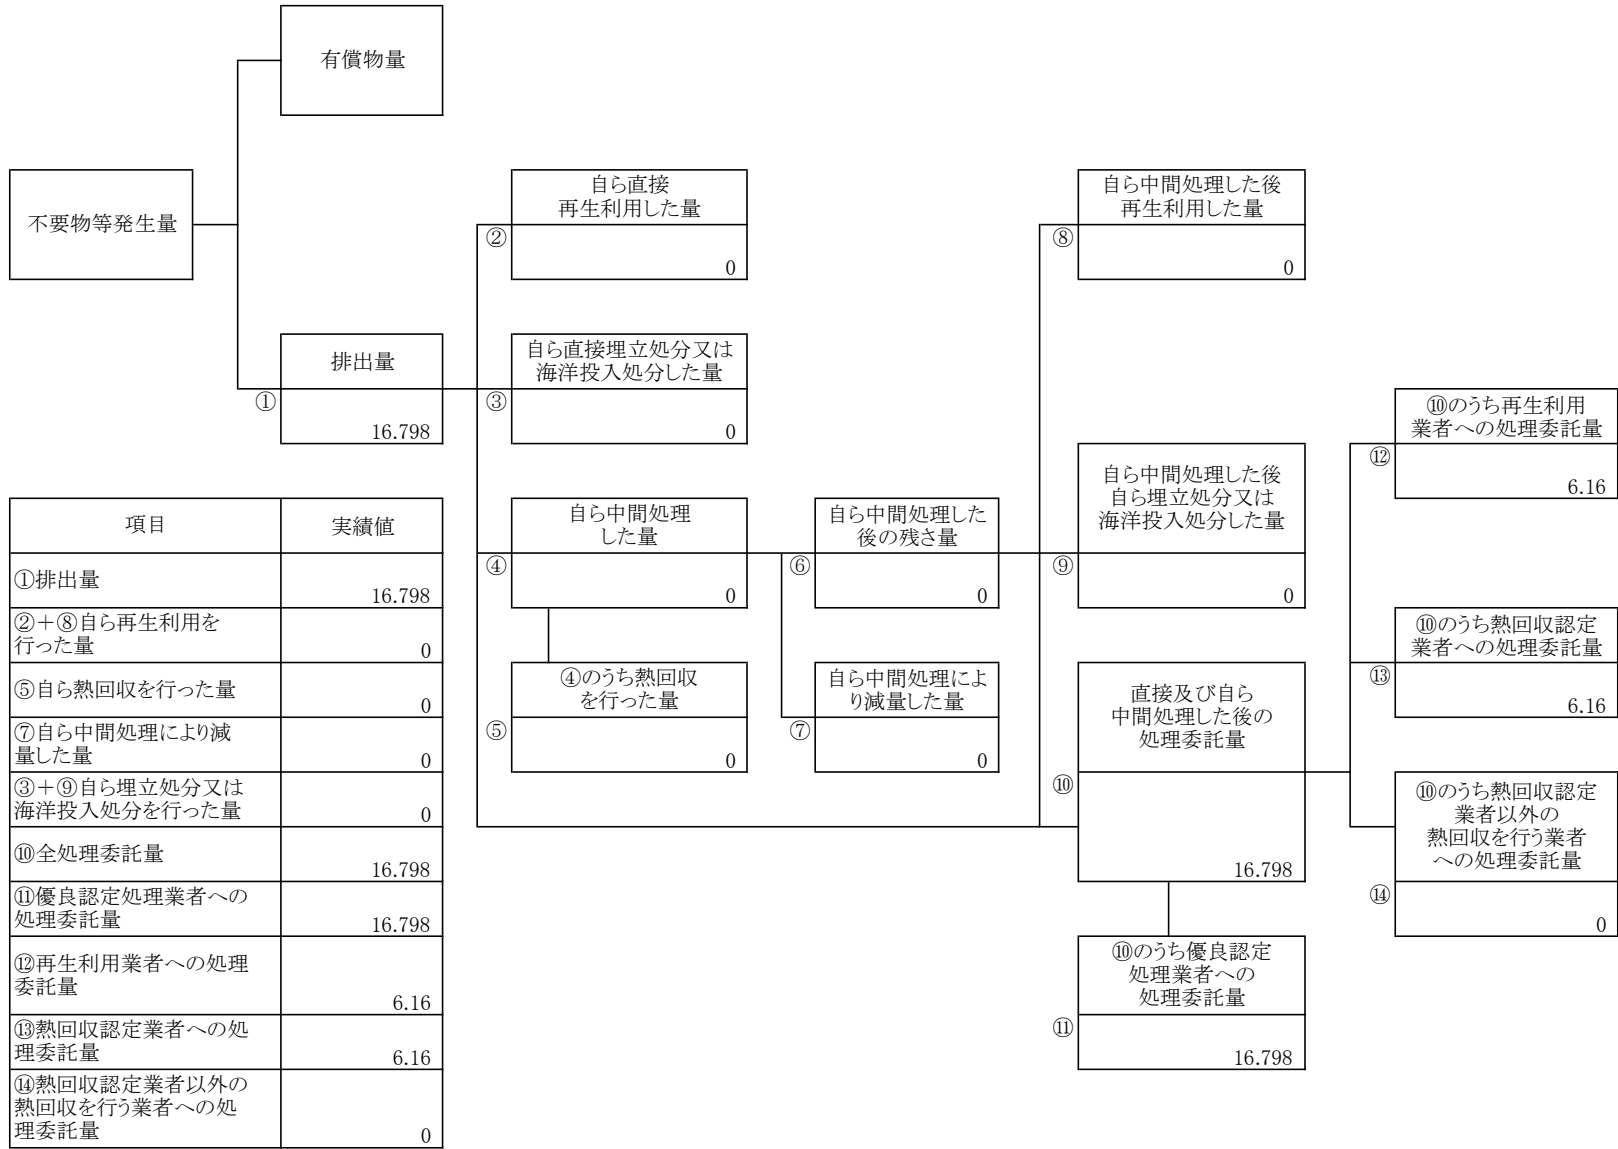 有償物量
不要物等発生量
自ら直接
再生利用した量
②
0
自ら中間処理した後
再生利用した量
⑧
0
排出量
①
16.798
自ら直接埋立処分又は
海洋投入処分した量
③
0
⑩のうち再生利用
業者への処理委託量
⑫
6.16
自ら中間処理
した量
④
0
自ら中間処理した
後の残さ量
⑥
0
自ら中間処理した後
自ら埋立処分又は
海洋投入処分した量
⑨
0
⑩のうち熱回収認定
業者への処理委託量
⑬
6.16
④のうち熱回収
を行った量
⑤
0
自ら中間処理によ
り減量した量
⑦
0
直接及び自ら
中間処理した後の
処理委託量
⑩
16.798
⑩のうち熱回収認定
業者以外の
熱回収を行う業者
への処理委託量
⑭
0
⑩のうち優良認定
処理業者への
処理委託量
⑪
16.798
項目 実績値
①排出量 16.798
②+⑧自ら再生利用を
行った量 0
⑤自ら熱回収を行った量 0
⑦自ら中間処理により減
量した量 0
③+⑨自ら埋立処分又は
海洋投入処分を行った量 0
⑩全処理委託量 16.798
⑪優良認定処理業者への
処理委託量 16.798
⑫再生利用業者への処理
委託量 6.16
⑬熱回収認定業者への処
理委託量 6.16
⑭熱回収認定業者以外の
熱回収を行う業者への処
理委託量 0